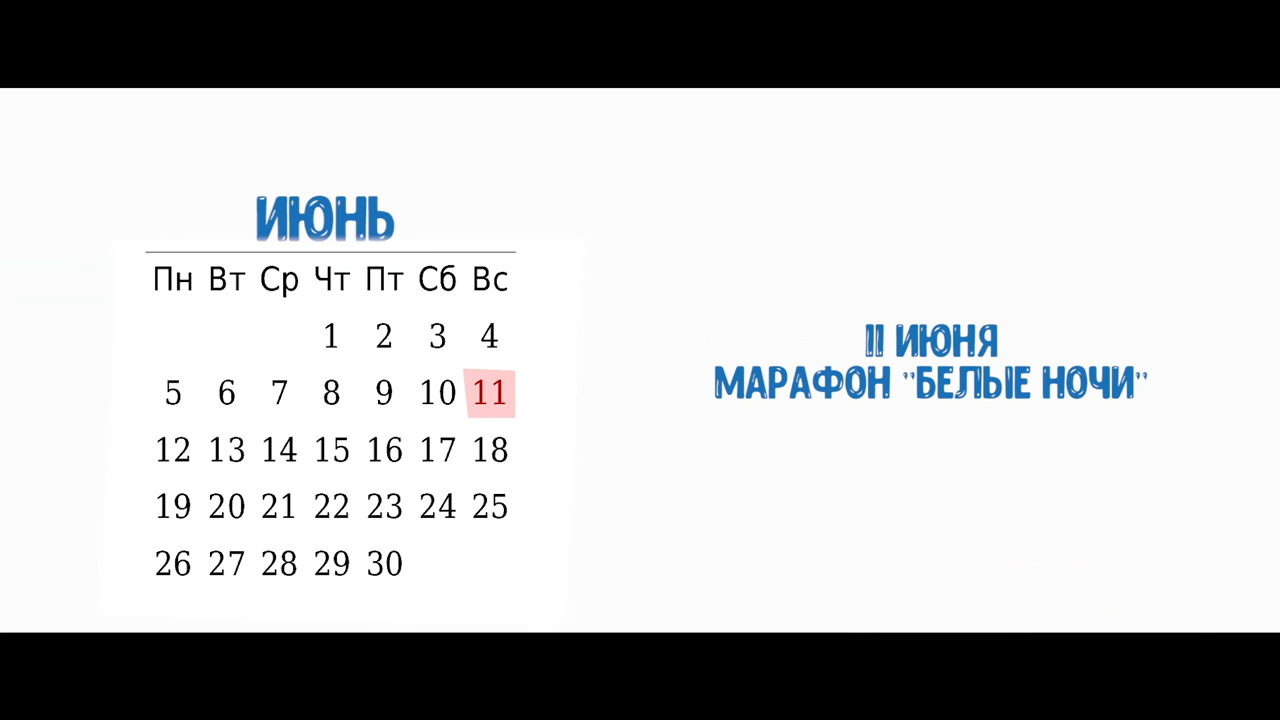 ИЮНЬ
Пн Вт Ср Чт Пт Сб Вс
1 2 3 4
5 6 7 8 9 10 11
12 13 14 15 16 17 18
19 20 21 22 23 24 25
26 27 28 29 30
11 ИЮНЯ
МАРАФОН "БЕЛЫЕ НОЧИ"